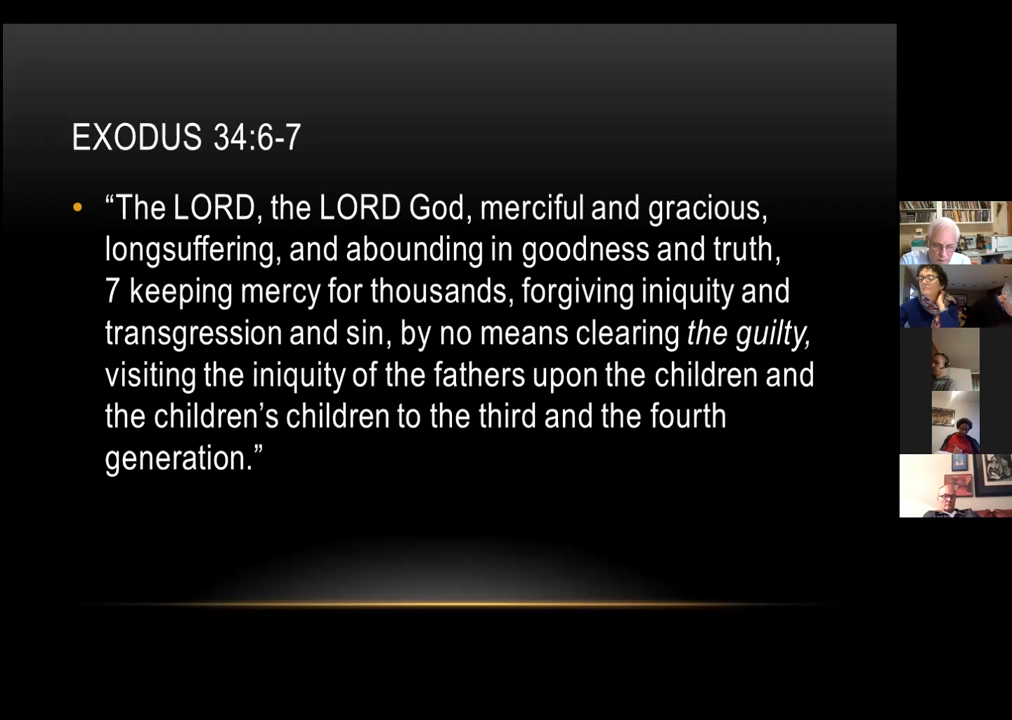 EXODUS 34:6-7
• “The LORD, the LORD God, merciful and gracious,
longsuffering, and abounding in goodness and truth,
7 keeping mercy for thousands, forgiving iniquity and
transgression and sin, by no means clearing the guilty,
visiting the iniquity of the fathers upon the children and
the children’s children to the third and the fourth
generation.”